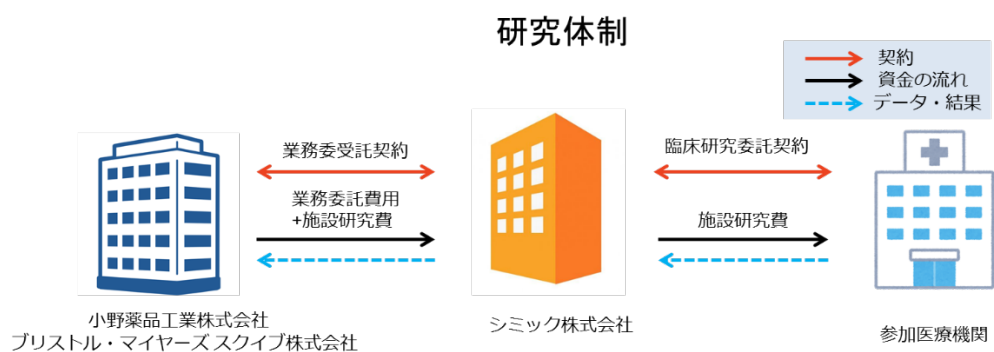 研究体制
契約
資金の流れ
データ・結果
業務委受託契約
臨床研究委託契約
業務委託費用
+施設研究費
施設研究費
小野薬品工業株式会社
ブリストル・マイヤーズ スクイブ株式会社
シミック株式会社
参加医療機関